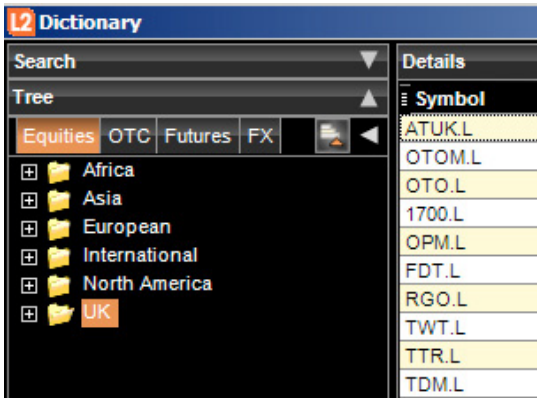 L2 Dictionary
Search
Tree
Equities OTC Futures FX
Africa
Asia
European
International
North America
UK
Details
Symbol
ATUK.L
OTOM.L
OTO.L
1700.L
OPM.L
FDT.L
RGO.L
TWT.L
TTR.L
TDM.L